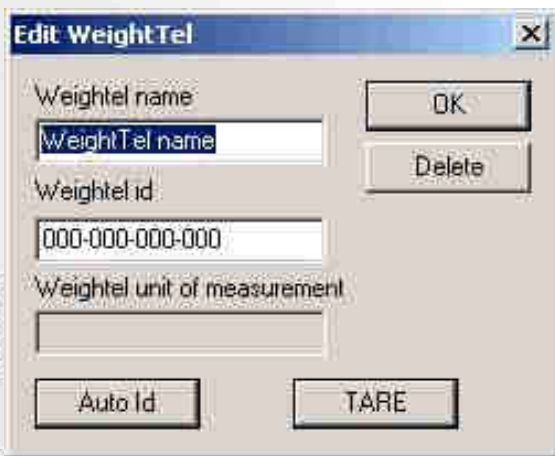 Edit WeightTel
Weightel name
OK
WeightTel name
Delete
Weightel id
000-000-000-000
Weightel unit of measurement
Auto Id
TARE